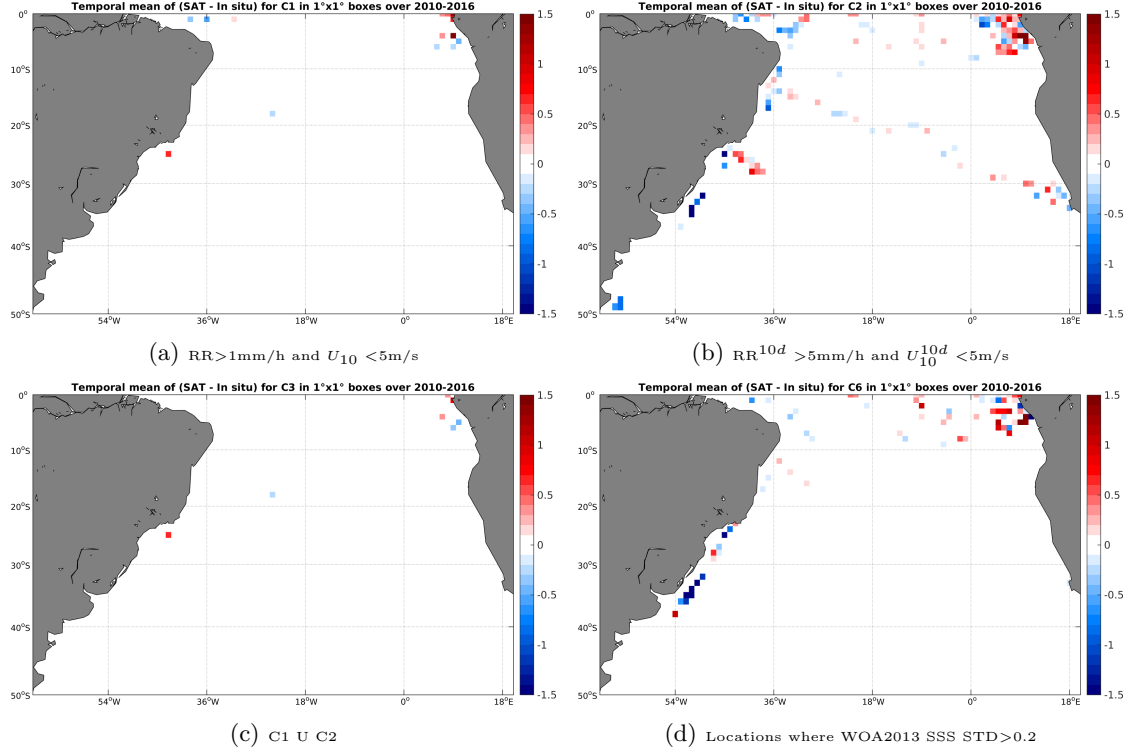 Temporal mean of (SAT - In situ) for C1 in 1°x1° boxes over 2010-2016
0°
10°S
20°S
30°S
40°S
50°S
54°W
36°W
18°W
0°
18°E
1.5
1
0.5
0
-0.5
-1
-1.5
(a) RR>1mm/h and U10 <5m/s
Temporal mean of (SAT - In situ) for C2 in 1°x1° boxes over 2010-2016
0°
10°S
20°S
30°S
40°S
50°S
54°W
36°W
18°W
0°
18°E
1.5
1
0.5
0
-0.5
-1
-1.5
(b) RR^10d >5mm/h and U10^10d <5m/s
Temporal mean of (SAT - In situ) for C3 in 1°x1° boxes over 2010-2016
0°
10°S
20°S
30°S
40°S
50°S
54°W
36°W
18°W
0°
18°E
1.5
1
0.5
0
-0.5
-1
-1.5
(c) C1 U C2
Temporal mean of (SAT - In situ) for C6 in 1°x1° boxes over 2010-2016
0°
10°S
20°S
30°S
40°S
50°S
54°W
36°W
18°W
0°
18°E
1.5
1
0.5
0
-0.5
-1
-1.5
(d) Locations where WOA2013 SSS STD>0.2